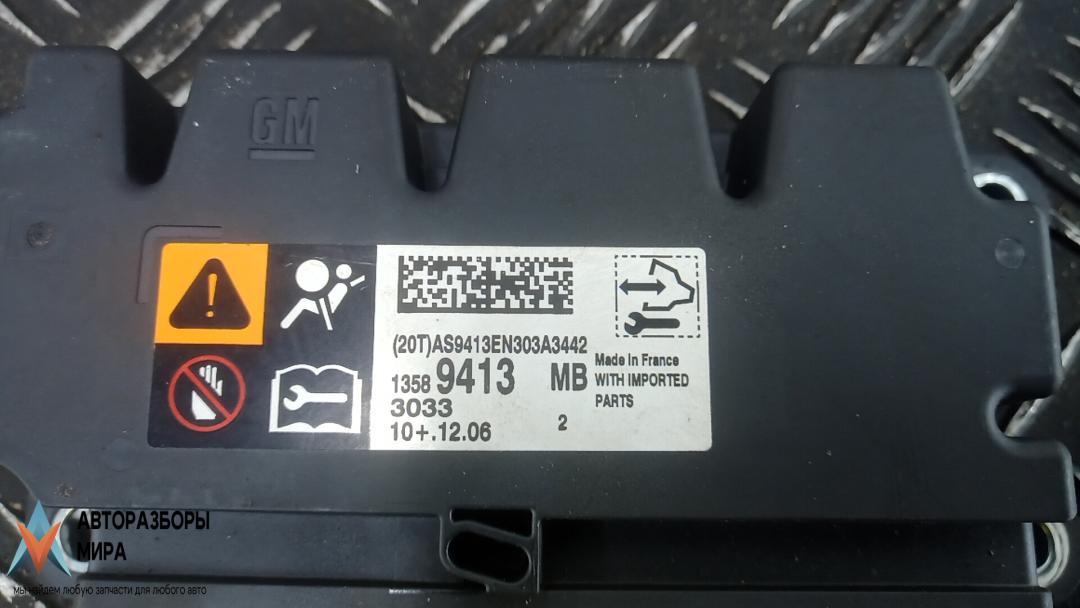 GM
(20T)AS9413EN303A3442
1358 9413 MB
3033
10+.12.06
2
Made in France
WITH IMPORTED
PARTS
АВТОРАЗБОРЫ
МИРА
мы найдем любую запчасти для любого авто